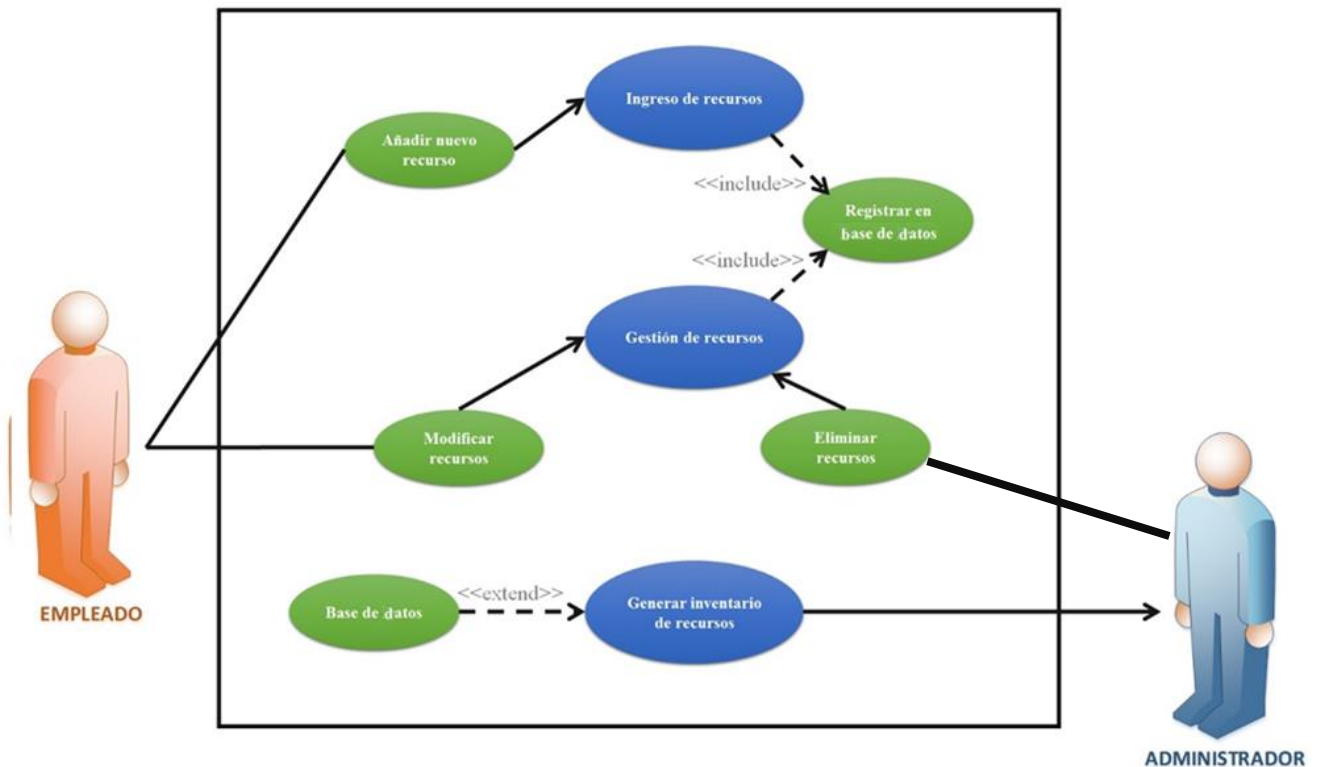 Ingreso de recursos
Añadir nuevo
recurso
<<include>>
Registrar en
base de datos
<<include>>
Gestión de recursos
Modificar
recursos
Eliminar
recursos
<<extend>>
Base de datos
Generar inventario
de recursos
EMPLEADO
ADMINISTRADOR